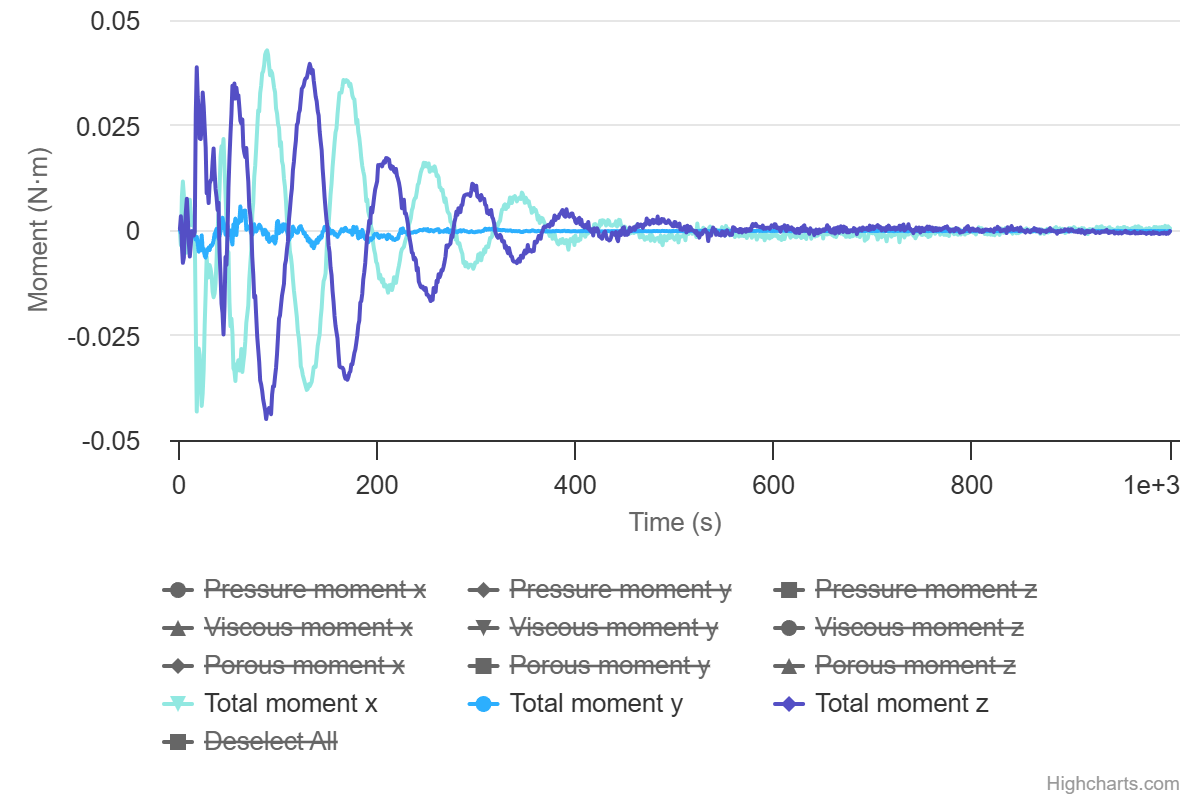 0.05
0.025
0
-0.025
-0.05
Moment (N·m)
0 200 400 600 800 1e+3
Time (s)
Pressure moment x Pressure moment y Pressure moment z
Viscous moment x Viscous moment y Viscous moment z
Porous moment x Porous moment y Porous moment z
Total moment x Total moment y Total moment z
Deselect All
Highcharts.com